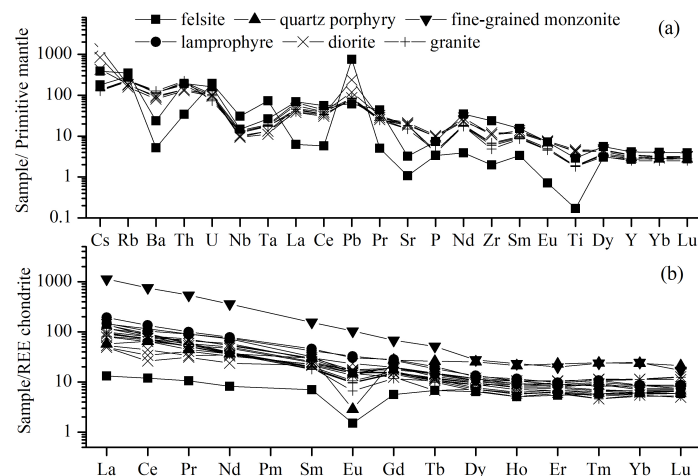 felsite quartz porphyry fine-grained monzonite (a)
lamprophyre diorite granite
Sample/ Primitive mantle
1000
100
10
1
0.1
Cs Rb Ba Th U Nb Ta La Ce Pb Pr Sr P Nd Zr Sm Eu Ti Dy Y Yb Lu
(b)
Sample/REE chondrite
1000
100
10
1
La Ce Pr Nd Pm Sm Eu Gd Tb Dy Ho Er Tm Yb Lu